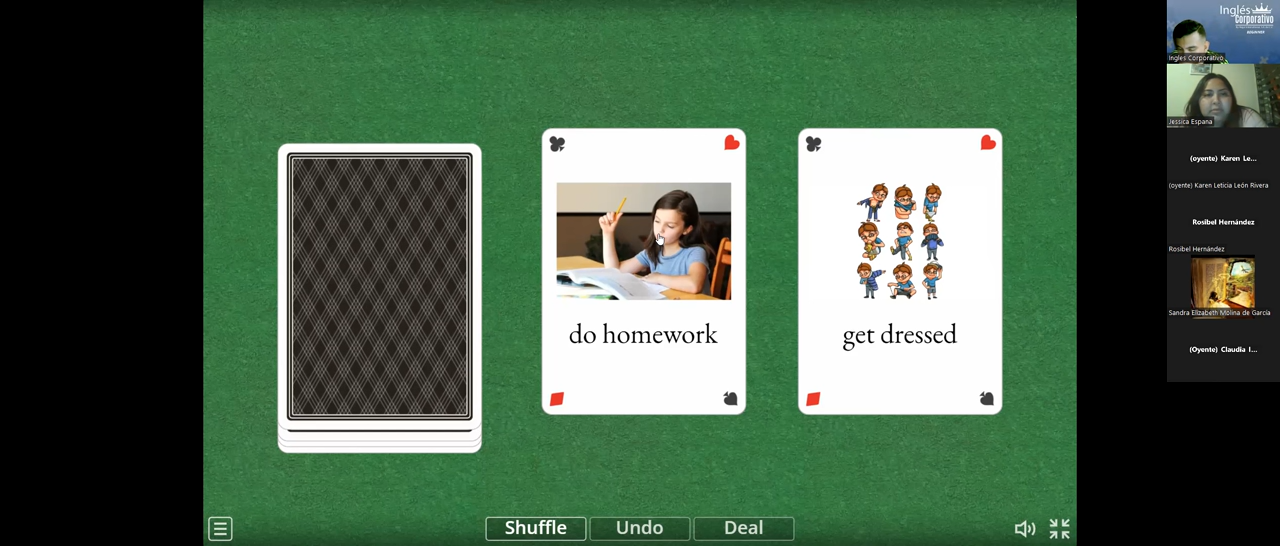 do homework
get dressed
Shuffle
Undo
Deal
Inglés
Corporativo
Ingles Corporativo
Jessica Espana
(oyente) Karen Le...
(oyente) Karen Leticia León Rivera
Rosibel Hernández
Rosibel Hernández
Sandra Elizabeth Molina de García
(Oyente) Claudia I...